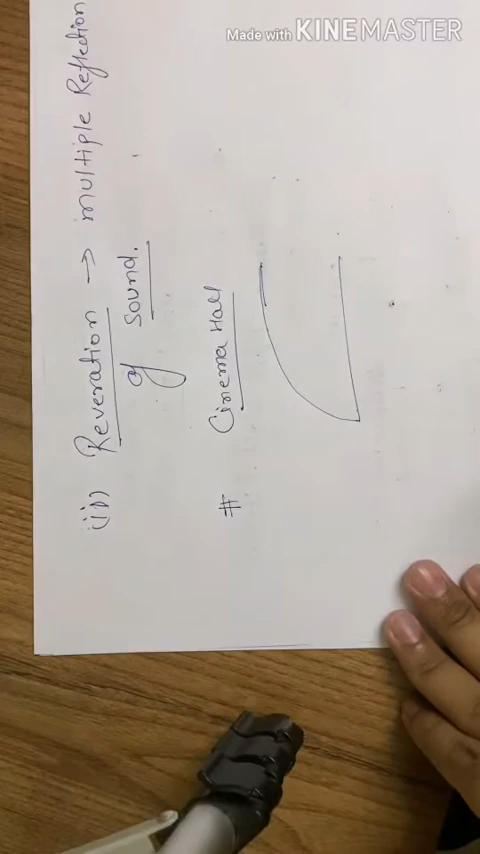 Made with KINEMASTER
(ii) Reveration → multiple Reflection
of sound.
# Cinema Hall